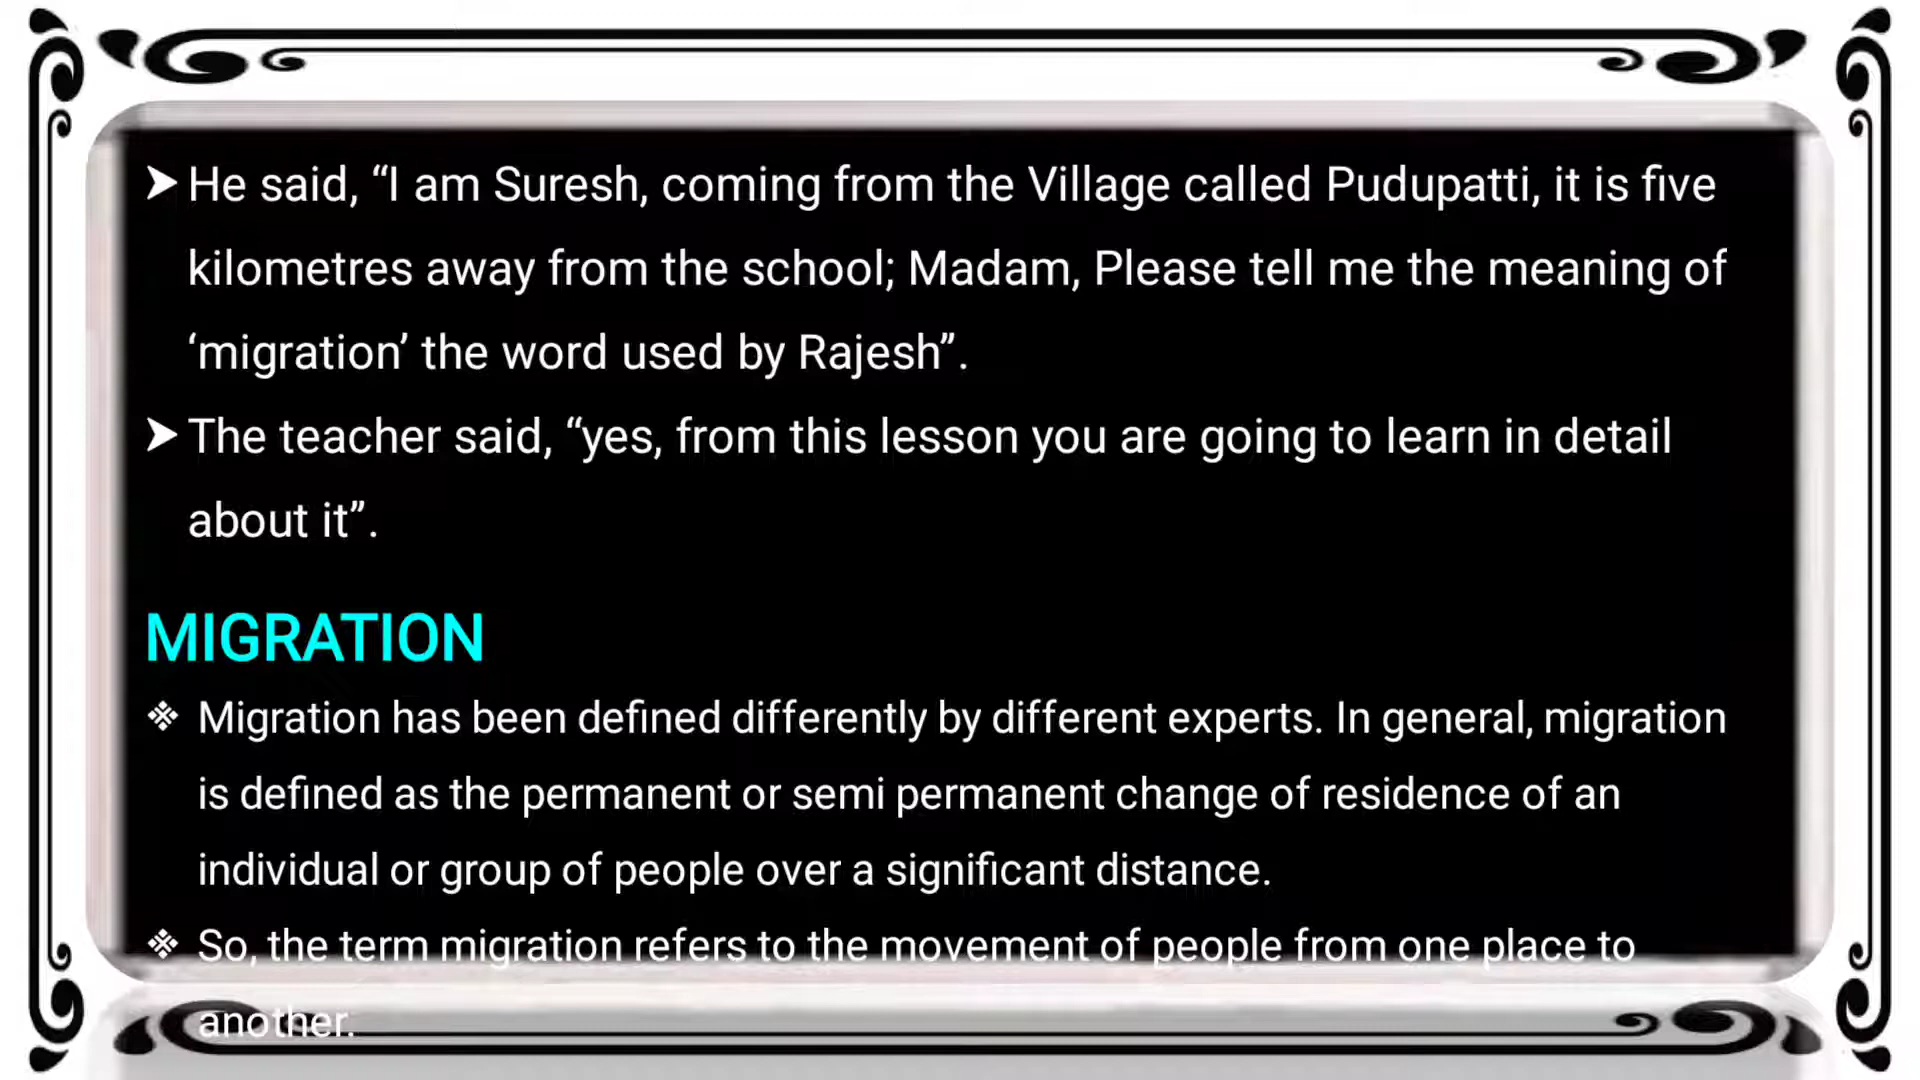 ➤ He said, “I am Suresh, coming from the Village called Pudupatti, it is five
kilometres away from the school; Madam, Please tell me the meaning of
‘migration’ the word used by Rajesh”.
➤ The teacher said, “yes, from this lesson you are going to learn in detail
about it”.
MIGRATION
❖ Migration has been defined differently by different experts. In general, migration
is defined as the permanent or semi permanent change of residence of an
individual or group of people over a significant distance.
❖ So, the term migration refers to the movement of people from one place to
another.